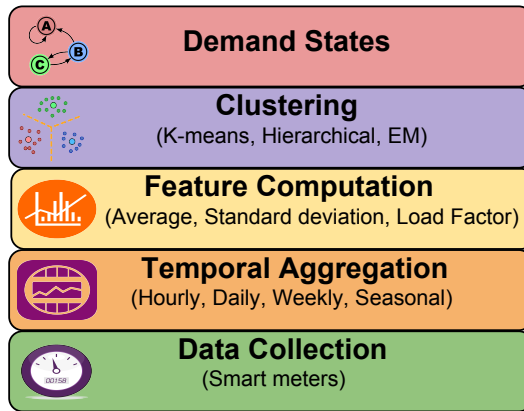 A
B
C
Demand States
Clustering
(K-means, Hierarchical, EM)
Feature Computation
(Average, Standard deviation, Load Factor)
Temporal Aggregation
(Hourly, Daily, Weekly, Seasonal)
Data Collection
(Smart meters)
00158